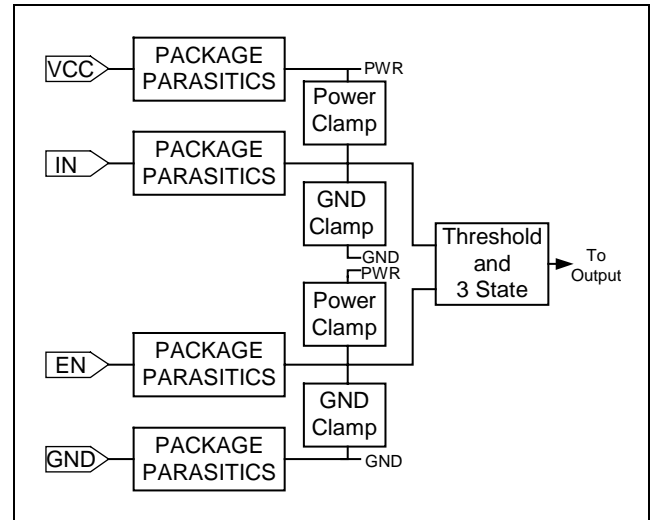 VCC
PACKAGE
PARASITICS
PWR
Power
Clamp
IN
PACKAGE
PARASITICS
GND
Clamp
GND
PWR
Threshold
and
3 State
To
Output
Power
Clamp
EN
PACKAGE
PARASITICS
GND
Clamp
GND
PACKAGE
PARASITICS
GND